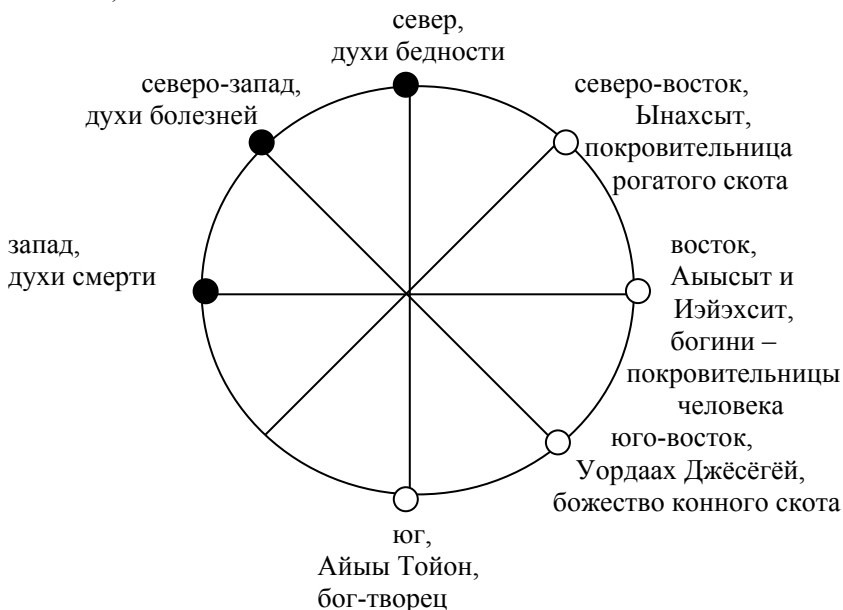 север,
духи бедности
северо-запад,
духи болезней
северо-восток,
Ынахсыт,
покровительница
рогатого скота
запад,
духи смерти
восток,
Аыысыт и
Иэйэхсит,
богини –
покровительницы
человека
юго-восток,
Уордаах Джёсёгёй,
божество конного скота
юг,
Айыы Тойон,
бог-творец